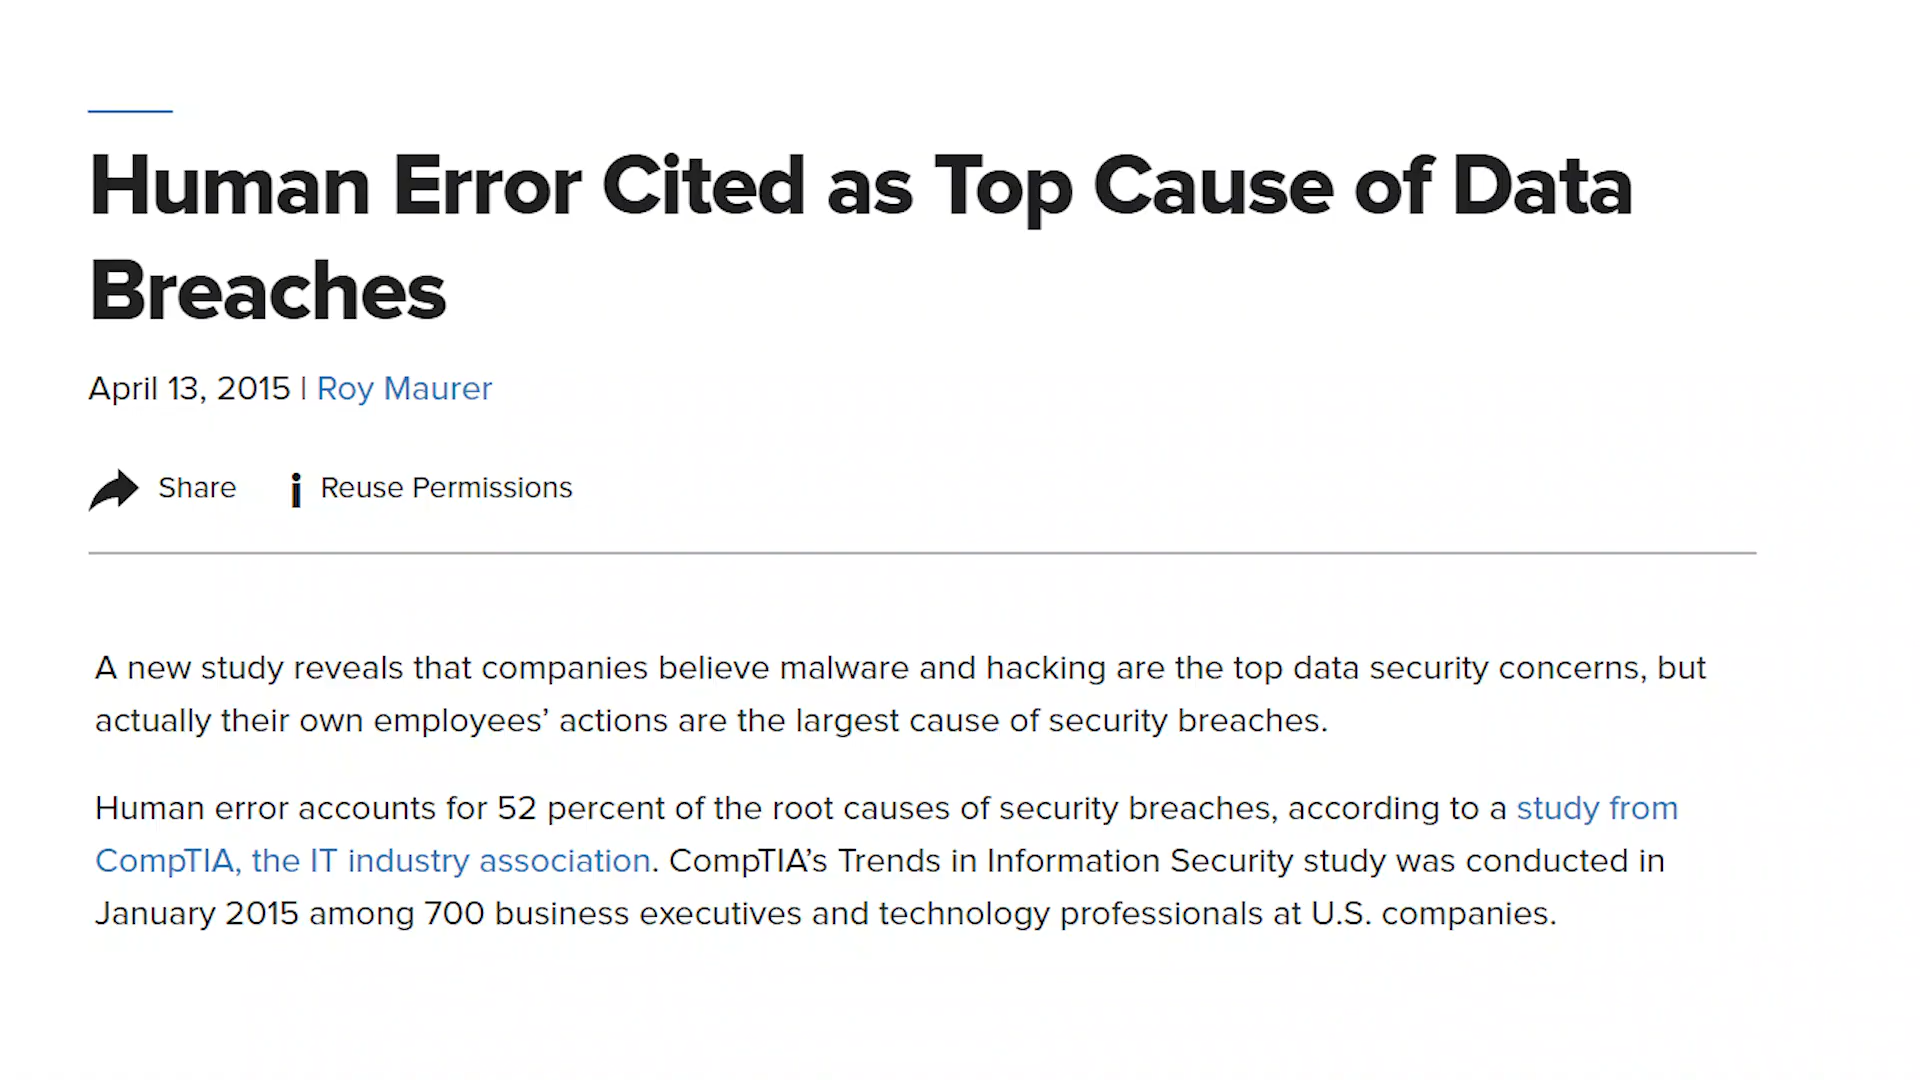 Human Error Cited as Top Cause of Data
Breaches
April 13, 2015 | Roy Maurer
Share
Reuse Permissions
A new study reveals that companies believe malware and hacking are the top data security concerns, but
actually their own employees’ actions are the largest cause of security breaches.
Human error accounts for 52 percent of the root causes of security breaches, according to a study from
CompTIA, the IT industry association. CompTIA’s Trends in Information Security study was conducted in
January 2015 among 700 business executives and technology professionals at U.S. companies.